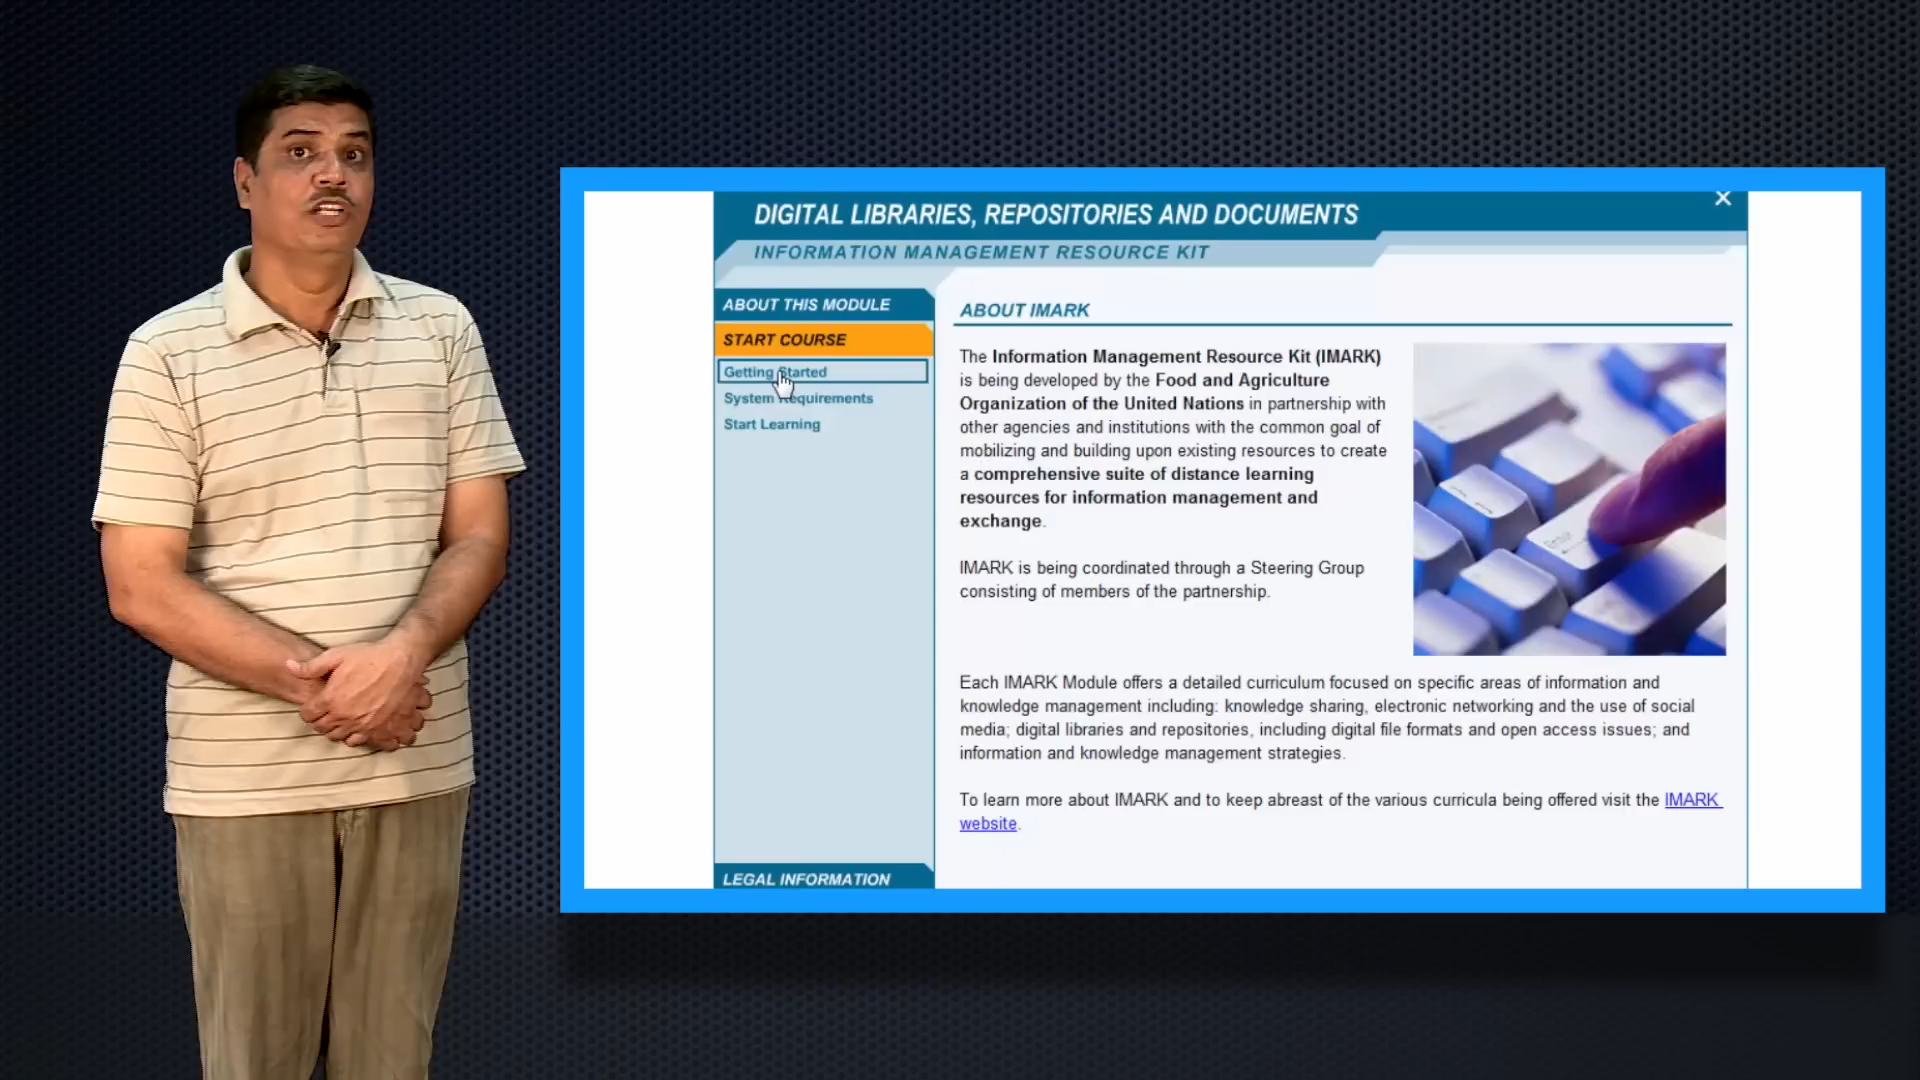 DIGITAL LIBRARIES, REPOSITORIES AND DOCUMENTS
INFORMATION MANAGEMENT RESOURCE KIT
ABOUT THIS MODULE
START COURSE
Getting Started
System Requirements
Start Learning
LEGAL INFORMATION
ABOUT IMARK
The Information Management Resource Kit (IMARK)
is being developed by the Food and Agriculture
Organization of the United Nations in partnership with
other agencies and institutions with the common goal of
mobilizing and building upon existing resources to create
a comprehensive suite of distance learning
resources for information management and
exchange.
IMARK is being coordinated through a Steering Group
consisting of members of the partnership.
Each IMARK Module offers a detailed curriculum focused on specific areas of information and
knowledge management including: knowledge sharing, electronic networking and the use of social
media; digital libraries and repositories, including digital file formats and open access issues; and
information and knowledge management strategies.
To learn more about IMARK and to keep abreast of the various curricula being offered visit the IMARK
website.